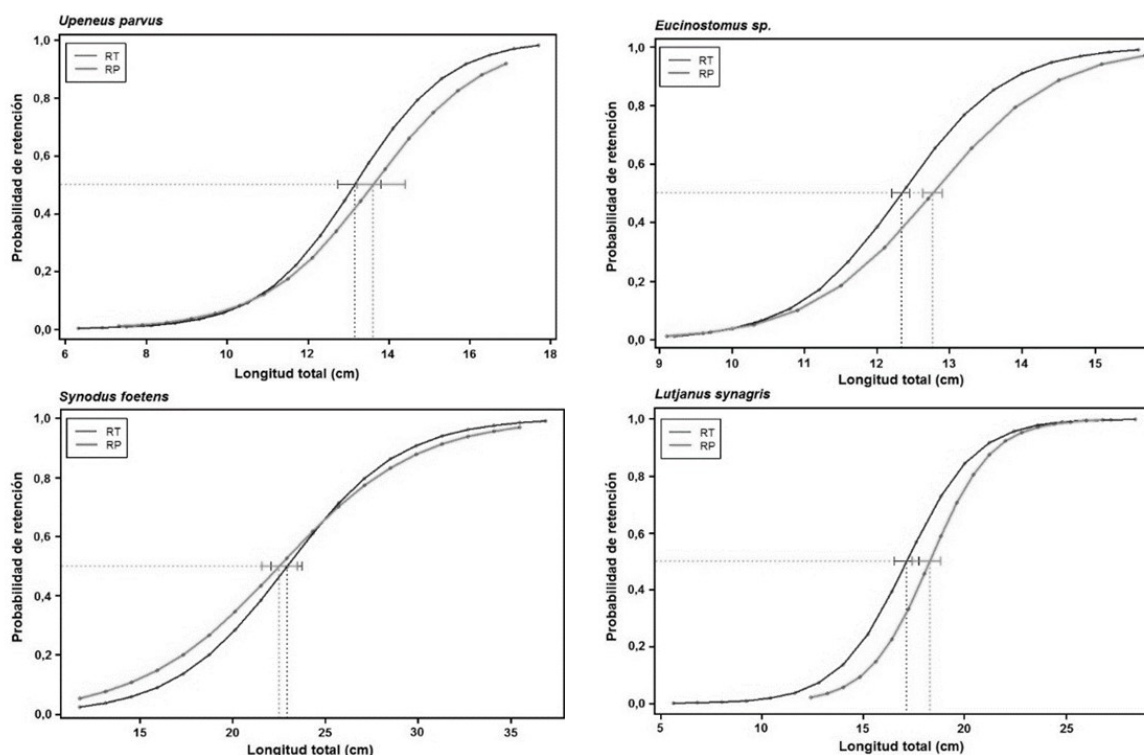 Upeneus parvus
1,0
0,8
0,6
0,4
0,2
0,0
Probabilidad de retención
RT
RP
6 8 10 12 14 16 18
Longitud total (cm)
Eucinostomus sp.
1,0
0,8
0,6
0,4
0,2
0,0
Probabilidad de retención
RT
RP
9 10 11 12 13 14 15
Longitud total (cm)
Synodus foetens
1,0
0,8
0,6
0,4
0,2
0,0
Probabilidad de retención
RT
RP
15 20 25 30 35
Longitud total (cm)
Lutjanus synagris
1,0
0,8
0,6
0,4
0,2
0,0
Probabilidad de retención
RT
RP
5 10 15 20 25
Longitud total (cm)